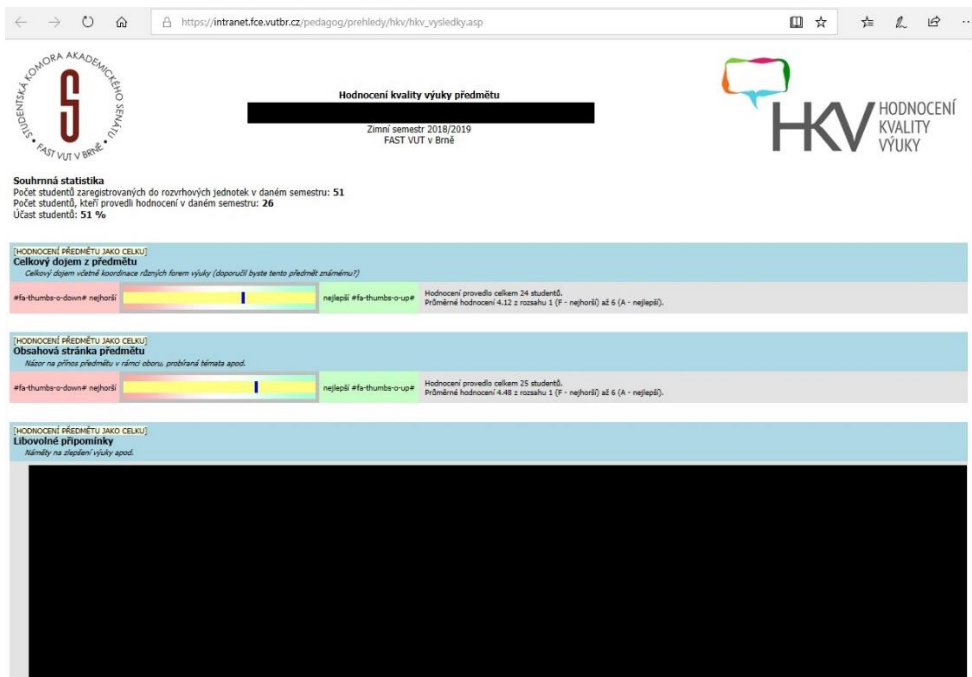 https://intranet.fce.vutbr.cz/pedagog/prehledy/hkv/hkv_vysledky.asp
STUDENTSKÁ KOMORA AKADEMICKÉHO SENÁTU
FAST VUT V BRNĚ
Hodnocení kvality výuky předmětu
Zimní semestr 2018/2019
FAST VUT v Brně
HKV HODNOCENÍ
KVALITY
VÝUKY
Souhrnná statistika
Počet studentů zaregistrovaných do rozvrhových jednotek v daném semestru: 51
Počet studentů, kteří provedli hodnocení v daném semestru: 26
Účast studentů: 51 %
[HODNOCENÍ PŘEDMĚTU JAKO CELKU]
Celkový dojem z předmětu
Celkový dojem včetně koordinace různých forem výuky (doporučil byste tento předmět známému?)
#fa-thumbs-o-down# nejhorší
nejlepší #fa-thumbs-o-up#
Hodnocení provedlo celkem 24 studentů.
Průměrné hodnocení 4.12 z rozsahu 1 (F - nejhorší) až 6 (A - nejlepší).
[HODNOCENÍ PŘEDMĚTU JAKO CELKU]
Obsahová stránka předmětu
Názor na přínos předmětu v rámci oboru, probíraná témata apod.
#fa-thumbs-o-down# nejhorší
nejlepší #fa-thumbs-o-up#
Hodnocení provedlo celkem 25 studentů.
Průměrné hodnocení 4.48 z rozsahu 1 (F - nejhorší) až 6 (A - nejlepší).
[HODNOCENÍ PŘEDMĚTU JAKO CELKU]
Libovolné připomínky
Náměty na zlepšení výuky apod.